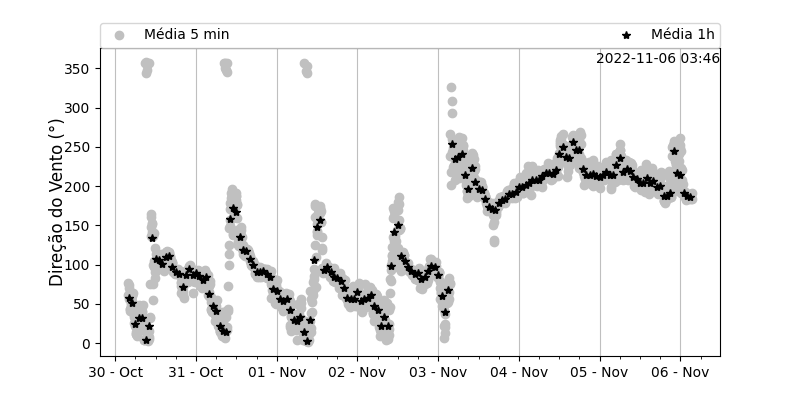 Média 5 min
Média 1h
2022-11-06 03:46
Direção do Vento (°)
350
300
250
200
150
100
50
0
30 - Oct
31 - Oct
01 - Nov
02 - Nov
03 - Nov
04 - Nov
05 - Nov
06 - Nov